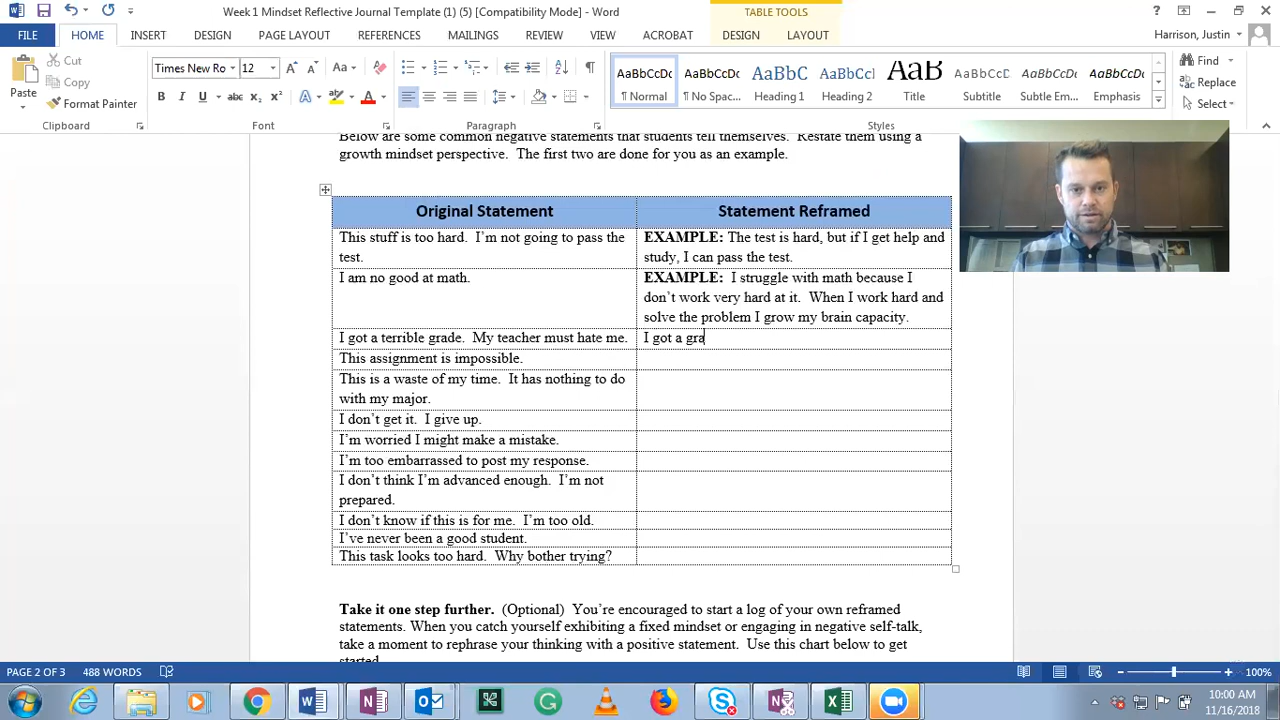 Week 1 Mindset Reflective Journal Template (1) (5) [Compatibility Mode] - Word
TABLE TOOLS
FILE HOME INSERT DESIGN PAGE LAYOUT REFERENCES MAILINGS REVIEW VIEW ACROBAT DESIGN LAYOUT
Harrison, Justin
Paste
Cut
Copy
Format Painter
Clipboard
Times New Ro 12
Font
Paragraph
AaBbCcDc AaBbCcDc AaBbC AaBbCcI AaB AaBbCcD AaBbCcDc AaBbCcDc
¶ Normal ¶ No Spac... Heading 1 Heading 2 Title Subtitle Subtle Em... Emphasis
Styles
Find
Replace
Select
Editing
Below are some common negative statements that students tell themselves. Restate them using a
growth mindset perspective. The first two are done for you as an example.
Original Statement Statement Reframed
This stuff is too hard. I'm not going to pass the
test.
EXAMPLE: The test is hard, but if I get help and
study, I can pass the test.
I am no good at math.
EXAMPLE: I struggle with math because I
don't work very hard at it. When I work hard and
solve the problem I grow my brain capacity.
I got a terrible grade. My teacher must hate me.
I got a gra
This assignment is impossible.
This is a waste of my time. It has nothing to do
with my major.
I don't get it. I give up.
I'm worried I might make a mistake.
I'm too embarrassed to post my response.
I don't think I'm advanced enough. I'm not
prepared.
I don't know if this is for me. I'm too old.
I've never been a good student.
This task looks too hard. Why bother trying?
Take it one step further. (Optional) You're encouraged to start a log of your own reframed
statements. When you catch yourself exhibiting a fixed mindset or engaging in negative self-talk,
take a moment to rephrase your thinking with a positive statement. Use this chart below to get
started.
PAGE 2 OF 3 488 WORDS 100%
10:00 AM
11/16/2018